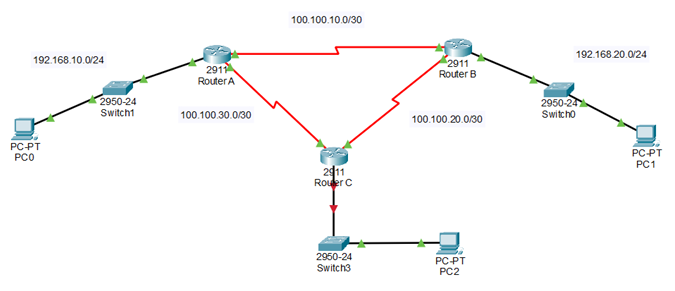 100.100.10.0/30
192.168.10.0/24
192.168.20.0/24
2911
Router A
2911
Router B
2950-24
Switch1
2950-24
Switch0
100.100.30.0/30
100.100.20.0/30
PC-PT
PC0
PC-PT
PC1
2911
Router C
2950-24
Switch3
PC-PT
PC2